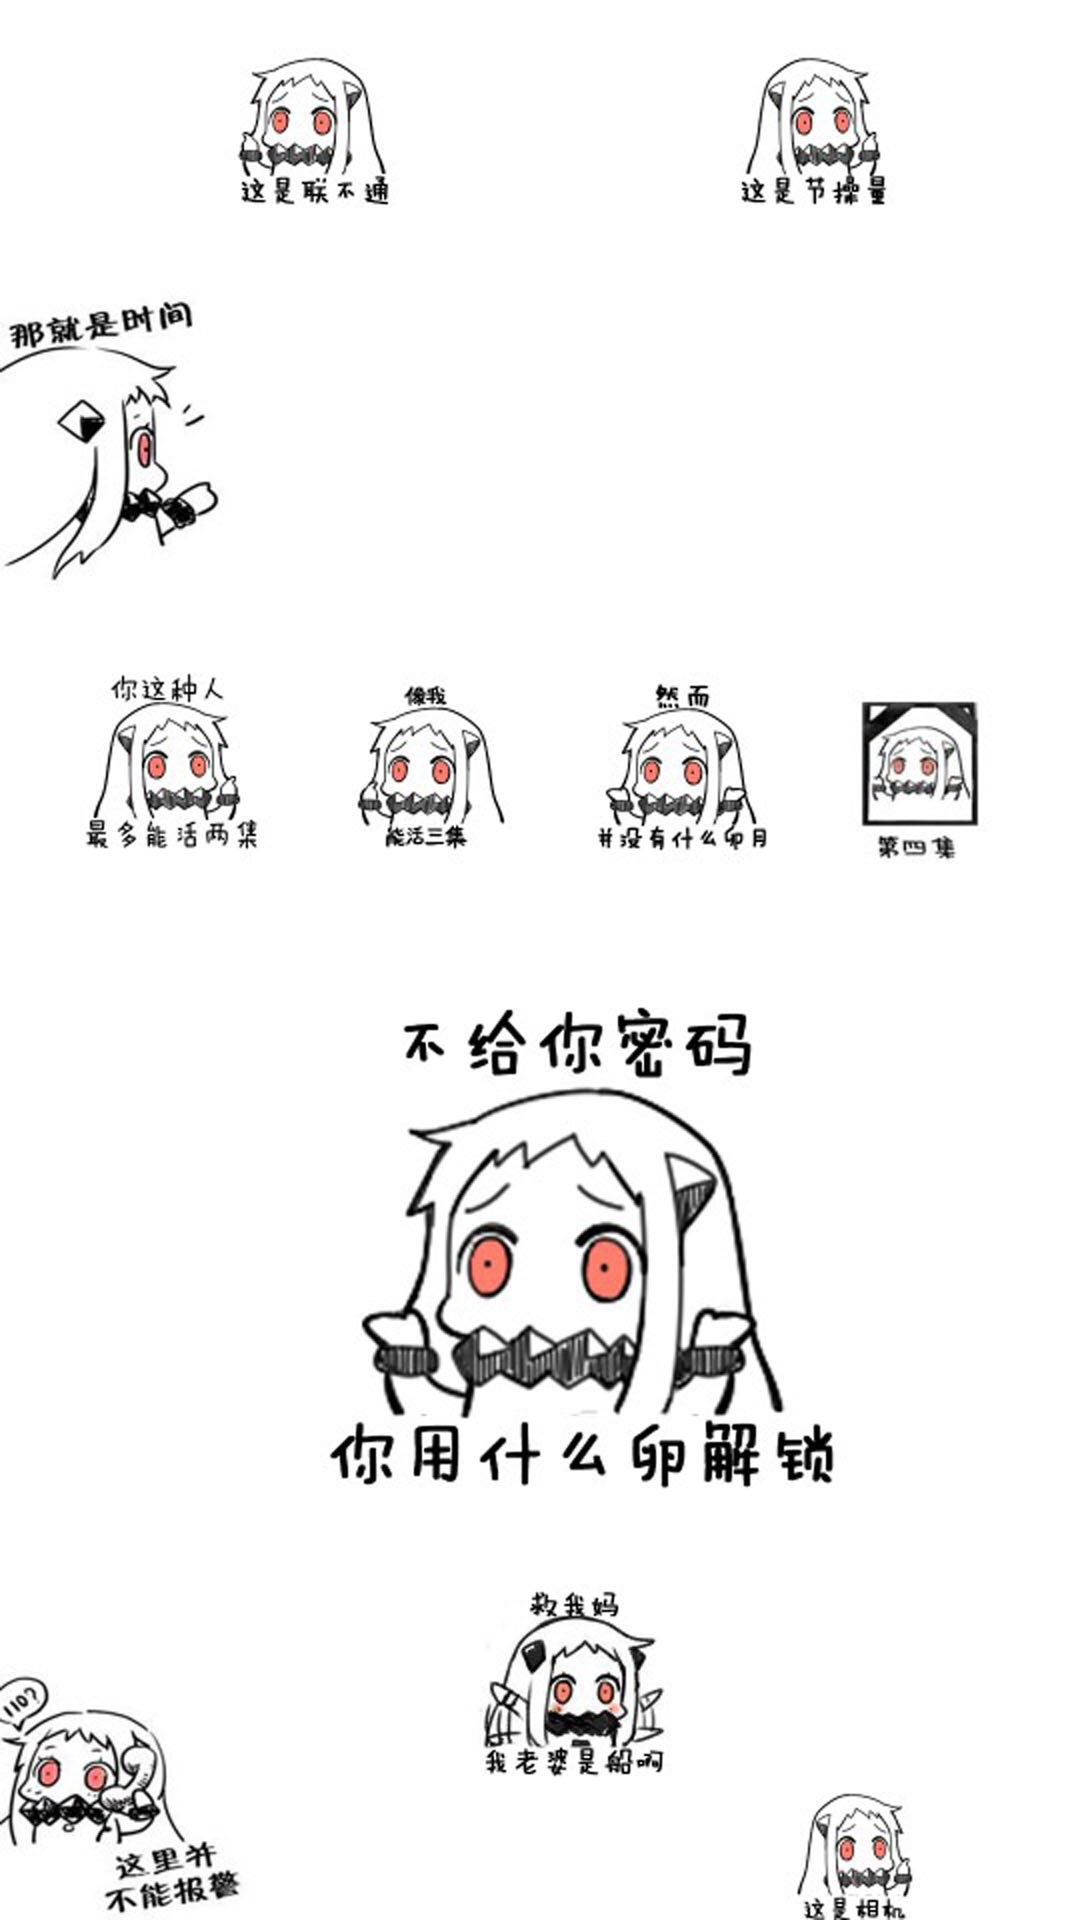 这是联不通
这是节操量
那就是时间
你这种人
最多能活两集
像我
能活三集
然而
并没有什么卵月
第四集
不给你密码
你用什么卵解锁
救我妈
我老婆是船啊
110?
这里并
不能报警
这是相机